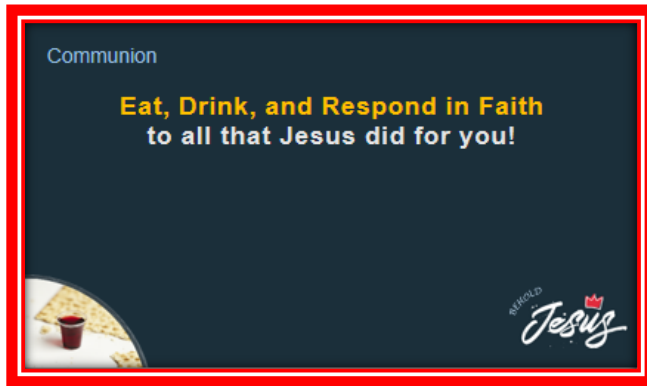 Communion
Eat, Drink, and Respond in Faith
to all that Jesus did for you!
BEHOLD
Jesus